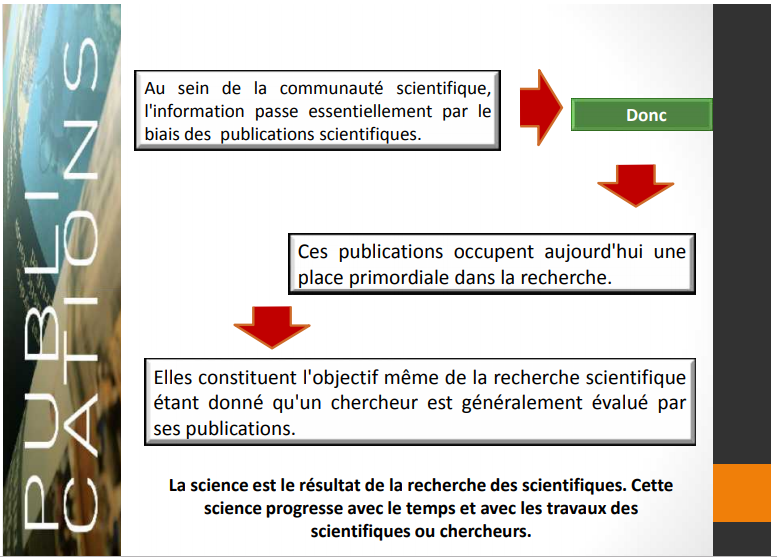 PUBLI
CATIONS
Au sein de la communauté scientifique,
l'information passe essentiellement par le
biais des publications scientifiques.
Donc
Ces publications occupent aujourd'hui une
place primordiale dans la recherche.
Elles constituent l'objectif même de la recherche scientifique
étant donné qu'un chercheur est généralement évalué par
ses publications.
La science est le résultat de la recherche des scientifiques. Cette
science progresse avec le temps et avec les travaux des
scientifiques ou chercheurs.